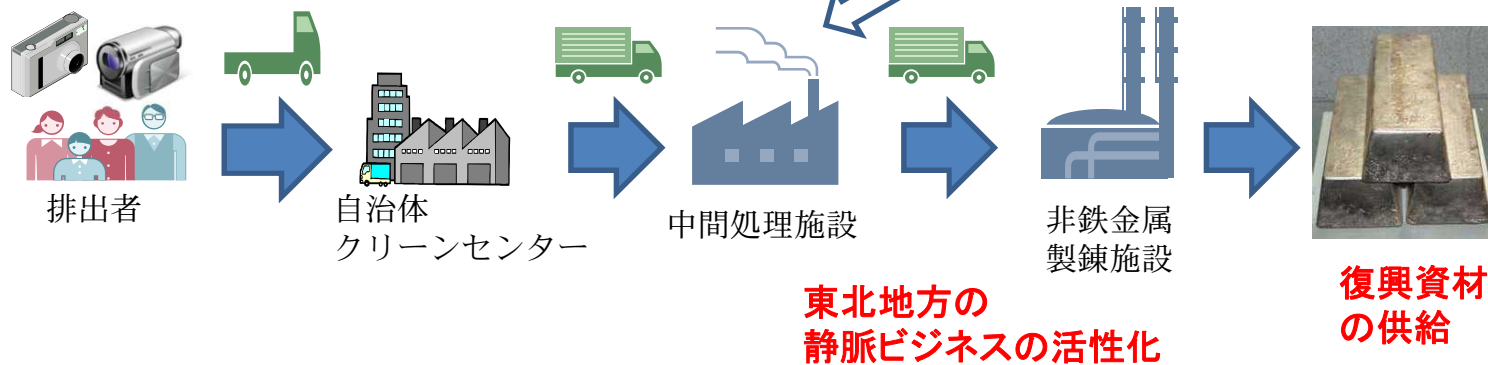 排出者
自治体
クリーンセンター
中間処理施設
非鉄金属
製錬施設
東北地方の
静脈ビジネスの活性化
復興資材
の供給